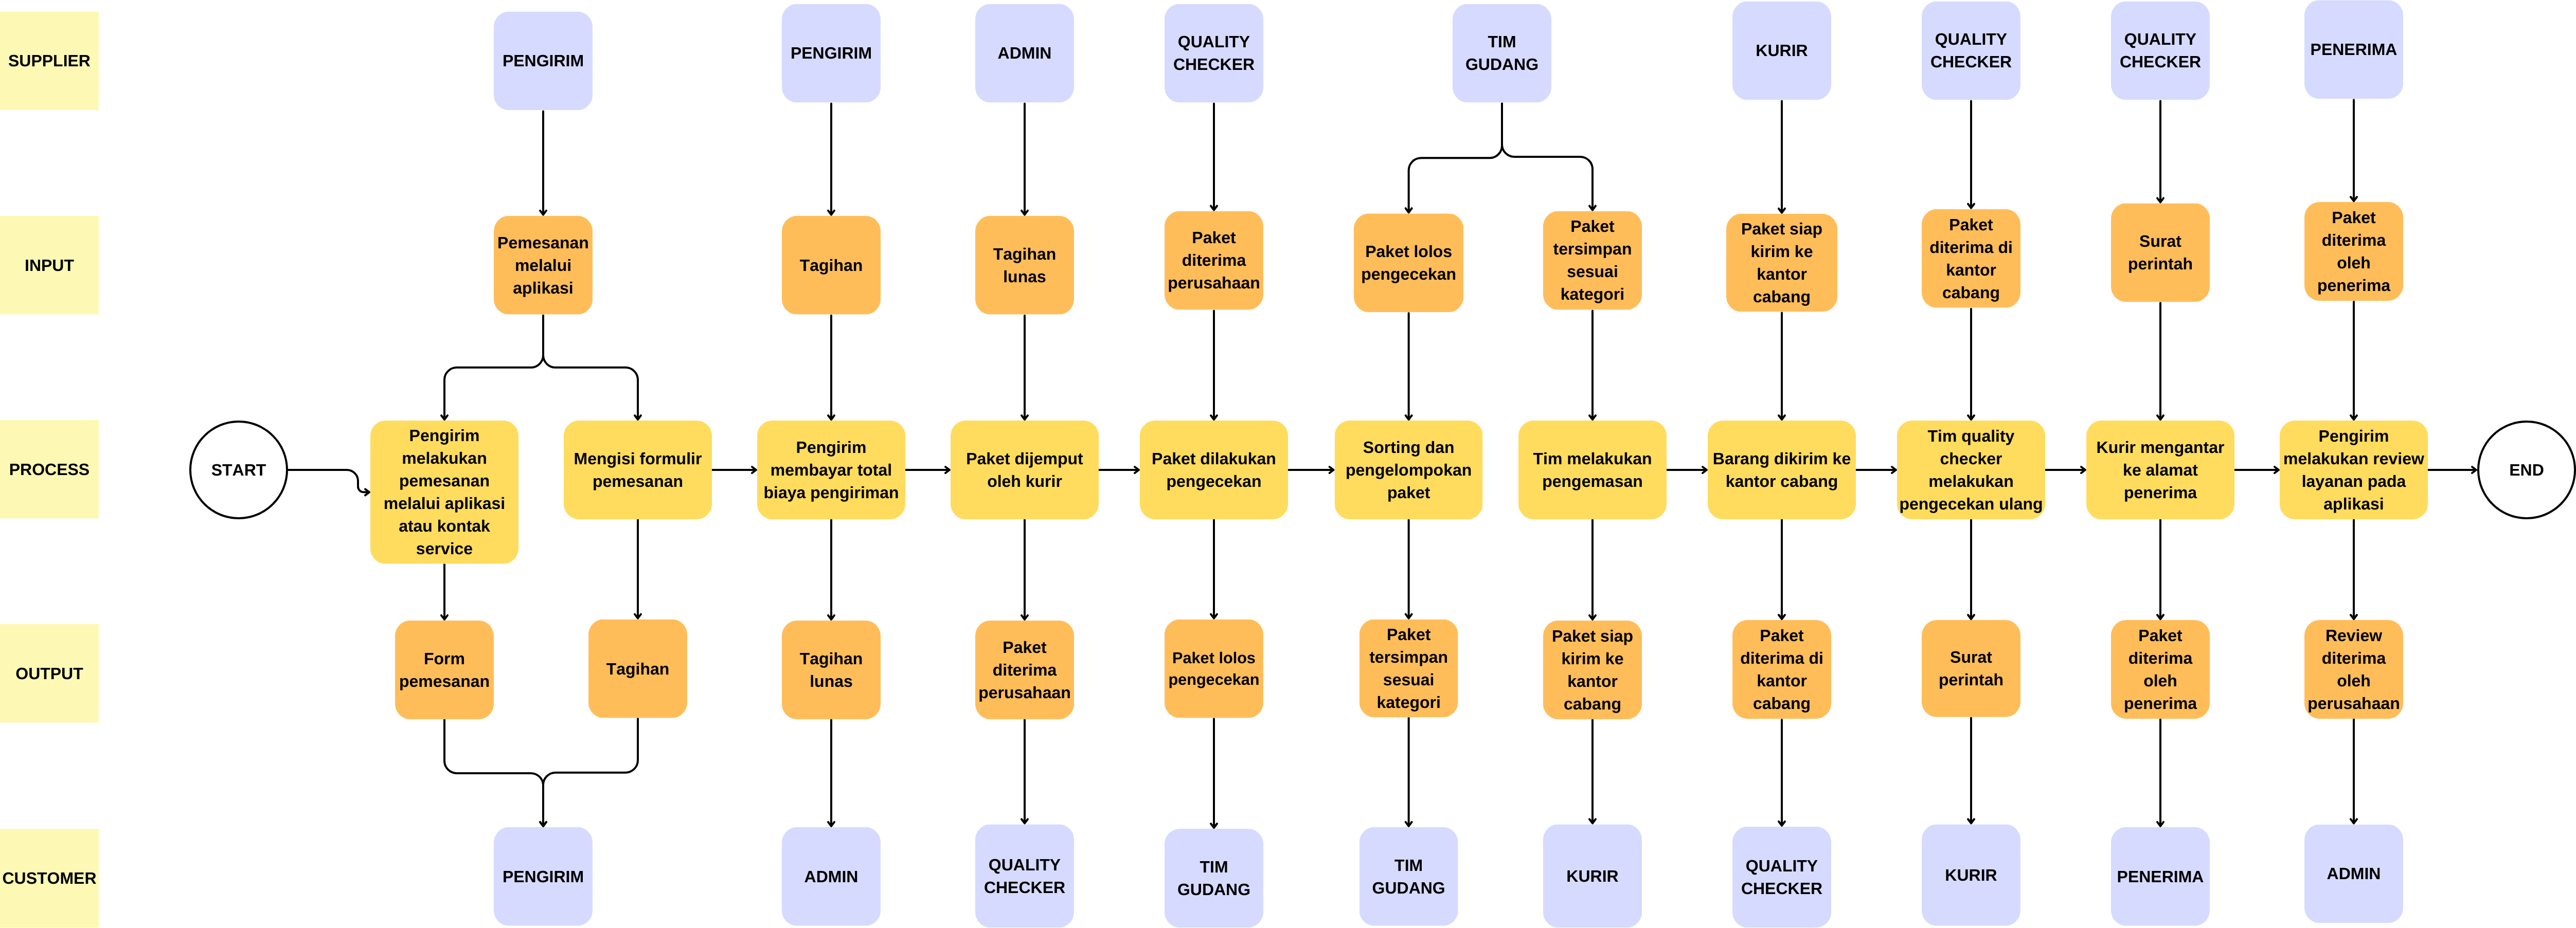 SUPPLIER
PENGIRIM
PENGIRIM
ADMIN
QUALITY
CHECKER
TIM
GUDANG
KURIR
QUALITY
CHECKER
QUALITY
CHECKER
PENERIMA
INPUT
Pemesanan
melalui
aplikasi
Tagihan
Tagihan
lunas
Paket
diterima
perusahaan
Paket lolos
pengecekan
Paket
tersimpan
sesuai
kategori
Paket siap
kirim ke
kantor
cabang
Paket
diterima di
kantor
cabang
Surat
perintah
Paket
diterima
oleh
penerima
PROCESS
START
Pengirim
melakukan
pemesanan
melalui aplikasi
atau kontak
service
Mengisi formulir
pemesanan
Pengirim
membayar total
biaya pengiriman
Paket dijemput
oleh kurir
Paket dilakukan
pengecekan
Sorting dan
pengelompokan
paket
Tim melakukan
pengemasan
Barang dikirim ke
kantor cabang
Tim quality
checker
melakukan
pengecekan ulang
Kurir mengantar
ke alamat
penerima
Pengirim
melakukan review
layanan pada
aplikasi
END
OUTPUT
Form
pemesanan
Tagihan
Tagihan
lunas
Paket
diterima
perusahaan
Paket lolos
pengecekan
Paket
tersimpan
sesuai
kategori
Paket siap
kirim ke
kantor
cabang
Paket
diterima di
kantor
cabang
Surat
perintah
Paket
diterima
oleh
penerima
Review
diterima
oleh
perusahaan
CUSTOMER
PENGIRIM
ADMIN
QUALITY
CHECKER
TIM
GUDANG
TIM
GUDANG
KURIR
QUALITY
CHECKER
KURIR
PENERIMA
ADMIN